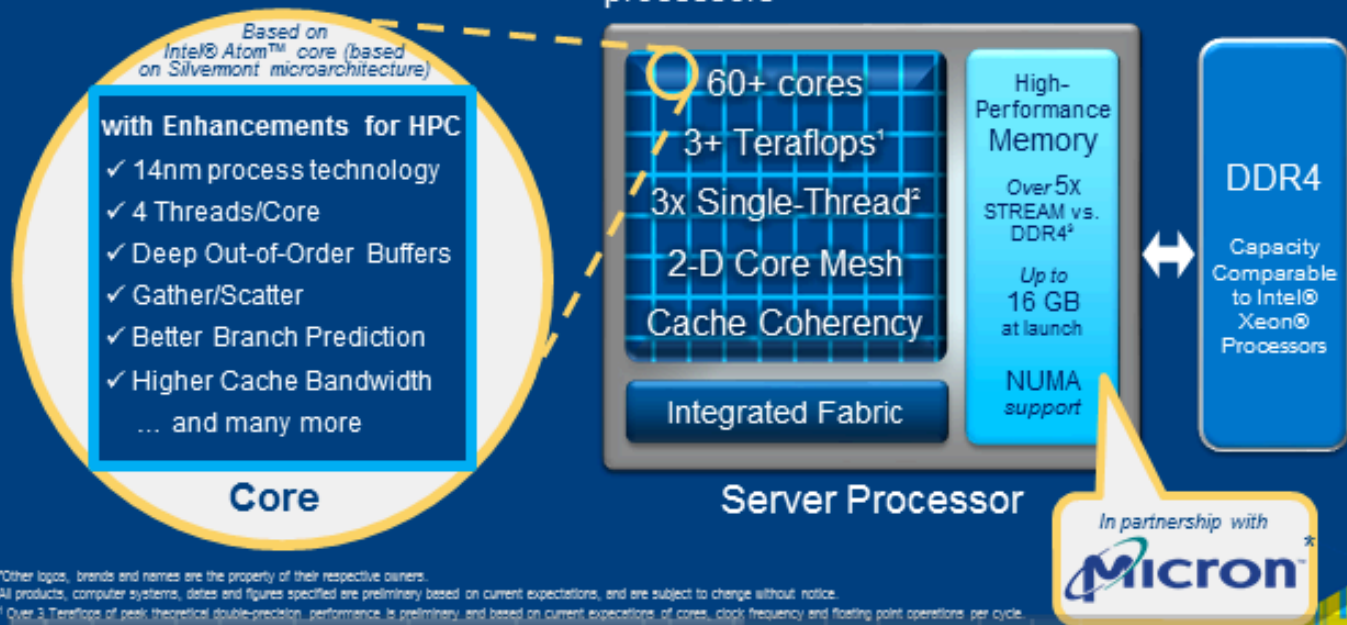 processors
Based on
Intel® Atom™ core (based
on Silvermont microarchitecture)
with Enhancements for HPC
✓ 14nm process technology
✓ 4 Threads/Core
✓ Deep Out-of-Order Buffers
✓ Gather/Scatter
✓ Better Branch Prediction
✓ Higher Cache Bandwidth
... and many more
Core
60+ cores
3+ Teraflops¹
3x Single-Thread²
2-D Core Mesh
Cache Coherency
Integrated Fabric
High-
Performance
Memory
Over 5x
STREAM vs.
DDR4³
Up to
16 GB
at launch
NUMA
support
Server Processor
DDR4
Capacity
Comparable
to Intel®
Xeon®
Processors
In partnership with
Micron™*
*Other logos, brands and names are the property of their respective owners.
All products, computer systems, dates and figures specified are preliminary based on current expectations, and are subject to change without notice.
¹ Over 3 Teraflops of peak theoretical double-precision performance is preliminary and based on current expectations of cores, clock frequency and floating point operations per cycle.